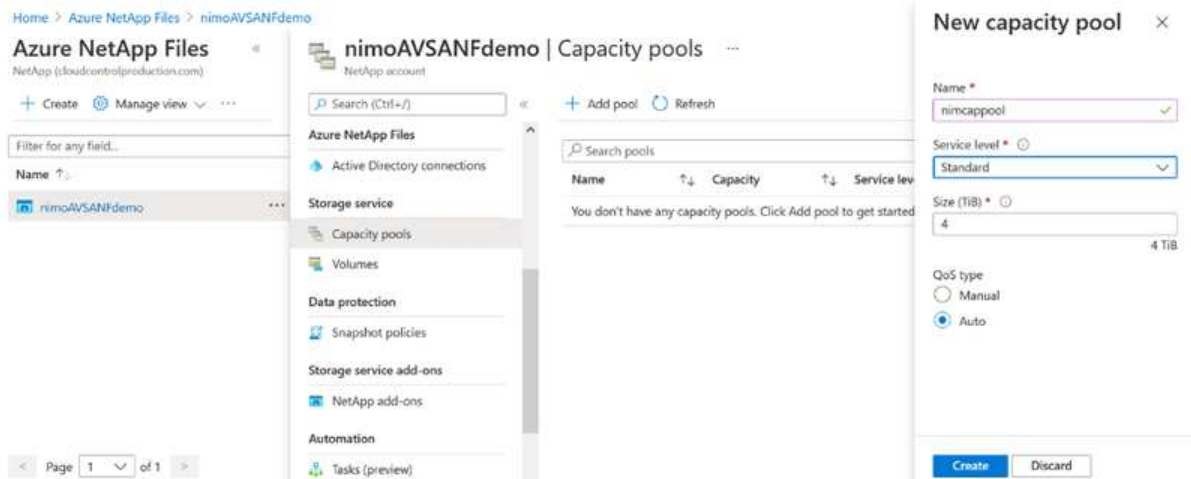 Home > Azure NetApp Files > nimoAVSANFdemo
Azure NetApp Files
NetApp (cloudcontrolproduction.com)
+ Create Manage view ...
Filter for any field...
Name ↑↓
nimoAVSANFdemo ...
< Page 1 of 1 >
nimoAVSANFdemo | Capacity pools ...
NetApp account
Search (Ctrl+/) «
Azure NetApp Files
Active Directory connections
Storage service
Capacity pools
Volumes
Data protection
Snapshot policies
Storage service add-ons
NetApp add-ons
Automation
Tasks (preview)
+ Add pool Refresh
Search pools
Name ↑↓ Capacity ↑↓ Service lev
You don't have any capacity pools. Click Add pool to get started
New capacity pool
Name *
nimcappool
Service level *
Standard
Size (TiB) *
4
4 TiB
QoS type
Manual
Auto
Create Discard